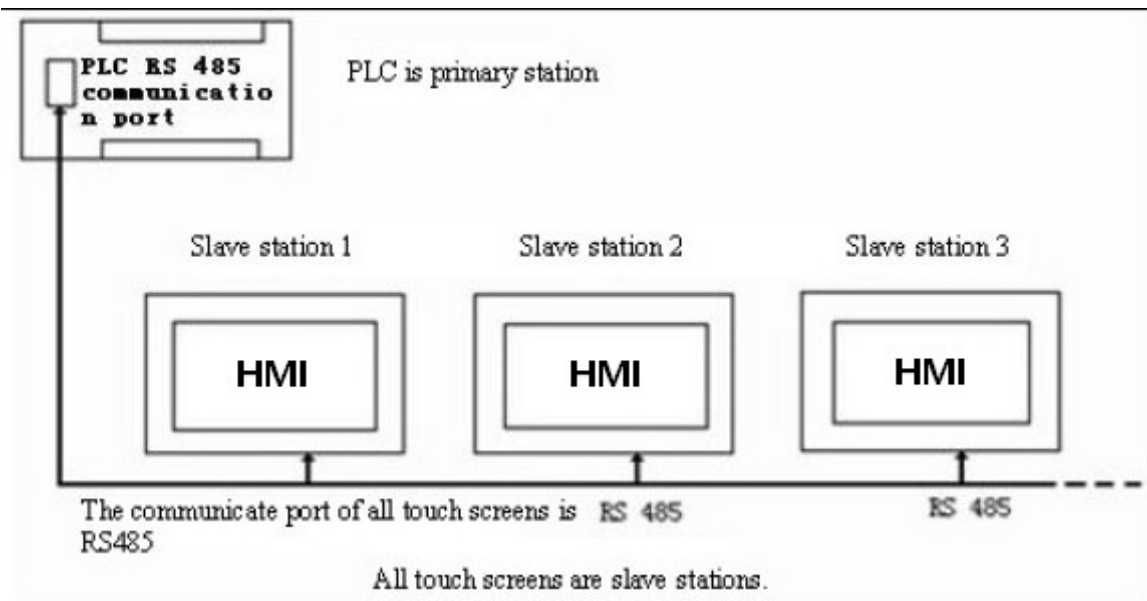 PLC RS 485
communicatio
n port
PLC is primary station
Slave station 1
Slave station 2
Slave station 3
HMI
HMI
HMI
The communicate port of all touch screens is
RS485
RS 485
RS 485
All touch screens are slave stations.